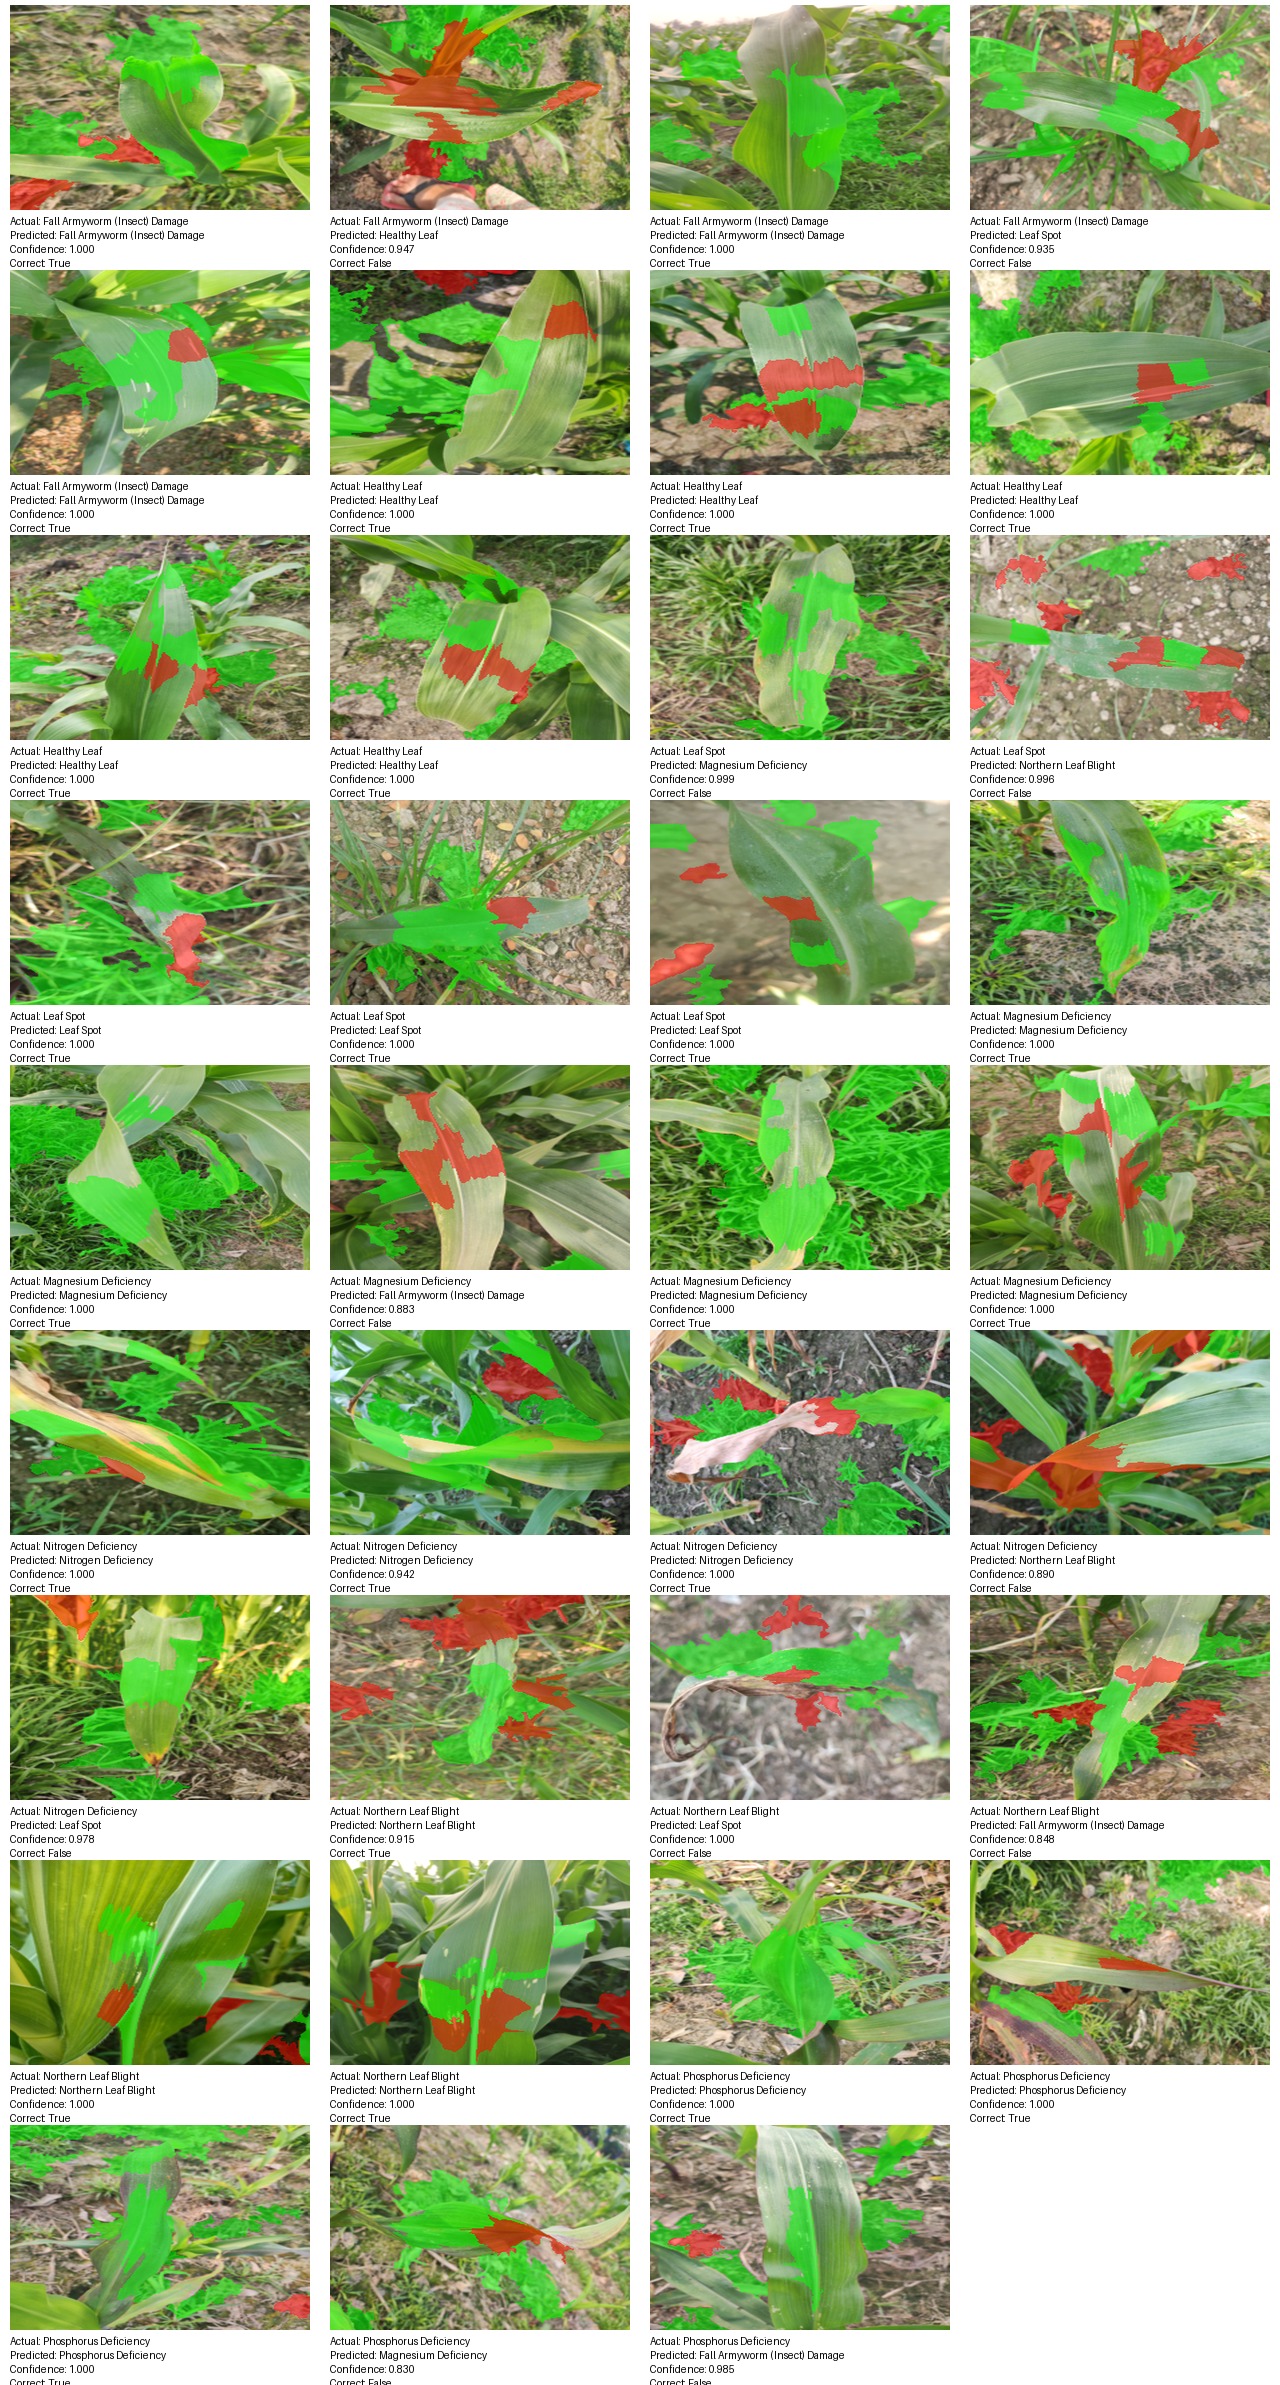 Actual: Fall Armyworm (Insect) Damage
Predicted: Fall Armyworm (Insect) Damage
Confidence: 1.000
Correct: True
Actual: Fall Armyworm (Insect) Damage
Predicted: Healthy Leaf
Confidence: 0.947
Correct: False
Actual: Fall Armyworm (Insect) Damage
Predicted: Fall Armyworm (Insect) Damage
Confidence: 1.000
Correct: True
Actual: Fall Armyworm (Insect) Damage
Predicted: Leaf Spot
Confidence: 0.935
Correct: False
Actual: Fall Armyworm (Insect) Damage
Predicted: Fall Armyworm (Insect) Damage
Confidence: 1.000
Correct: True
Actual: Healthy Leaf
Predicted: Healthy Leaf
Confidence: 1.000
Correct: True
Actual: Healthy Leaf
Predicted: Healthy Leaf
Confidence: 1.000
Correct: True
Actual: Healthy Leaf
Predicted: Healthy Leaf
Confidence: 1.000
Correct: True
Actual: Healthy Leaf
Predicted: Healthy Leaf
Confidence: 1.000
Correct: True
Actual: Healthy Leaf
Predicted: Healthy Leaf
Confidence: 1.000
Correct: True
Actual: Leaf Spot
Predicted: Magnesium Deficiency
Confidence: 0.999
Correct: False
Actual: Leaf Spot
Predicted: Northern Leaf Blight
Confidence: 0.996
Correct: False
Actual: Leaf Spot
Predicted: Leaf Spot
Confidence: 1.000
Correct: True
Actual: Leaf Spot
Predicted: Leaf Spot
Confidence: 1.000
Correct: True
Actual: Leaf Spot
Predicted: Leaf Spot
Confidence: 1.000
Correct: True
Actual: Magnesium Deficiency
Predicted: Magnesium Deficiency
Confidence: 1.000
Correct: True
Actual: Magnesium Deficiency
Predicted: Magnesium Deficiency
Confidence: 1.000
Correct: True
Actual: Magnesium Deficiency
Predicted: Fall Armyworm (Insect) Damage
Confidence: 0.883
Correct: False
Actual: Magnesium Deficiency
Predicted: Magnesium Deficiency
Confidence: 1.000
Correct: True
Actual: Magnesium Deficiency
Predicted: Magnesium Deficiency
Confidence: 1.000
Correct: True
Actual: Nitrogen Deficiency
Predicted: Nitrogen Deficiency
Confidence: 1.000
Correct: True
Actual: Nitrogen Deficiency
Predicted: Nitrogen Deficiency
Confidence: 0.942
Correct: True
Actual: Nitrogen Deficiency
Predicted: Nitrogen Deficiency
Confidence: 1.000
Correct: True
Actual: Nitrogen Deficiency
Predicted: Northern Leaf Blight
Confidence: 0.890
Correct: False
Actual: Nitrogen Deficiency
Predicted: Leaf Spot
Confidence: 0.978
Correct: False
Actual: Northern Leaf Blight
Predicted: Northern Leaf Blight
Confidence: 0.915
Correct: True
Actual: Northern Leaf Blight
Predicted: Leaf Spot
Confidence: 1.000
Correct: False
Actual: Northern Leaf Blight
Predicted: Fall Armyworm (Insect) Damage
Confidence: 0.848
Correct: False
Actual: Northern Leaf Blight
Predicted: Northern Leaf Blight
Confidence: 1.000
Correct: True
Actual: Northern Leaf Blight
Predicted: Northern Leaf Blight
Confidence: 1.000
Correct: True
Actual: Phosphorus Deficiency
Predicted: Phosphorus Deficiency
Confidence: 1.000
Correct: True
Actual: Phosphorus Deficiency
Predicted: Phosphorus Deficiency
Confidence: 1.000
Correct: True
Actual: Phosphorus Deficiency
Predicted: Phosphorus Deficiency
Confidence: 1.000
Correct: True
Actual: Phosphorus Deficiency
Predicted: Magnesium Deficiency
Confidence: 0.830
Correct: False
Actual: Phosphorus Deficiency
Predicted: Fall Armyworm (Insect) Damage
Confidence: 0.985
Correct: False